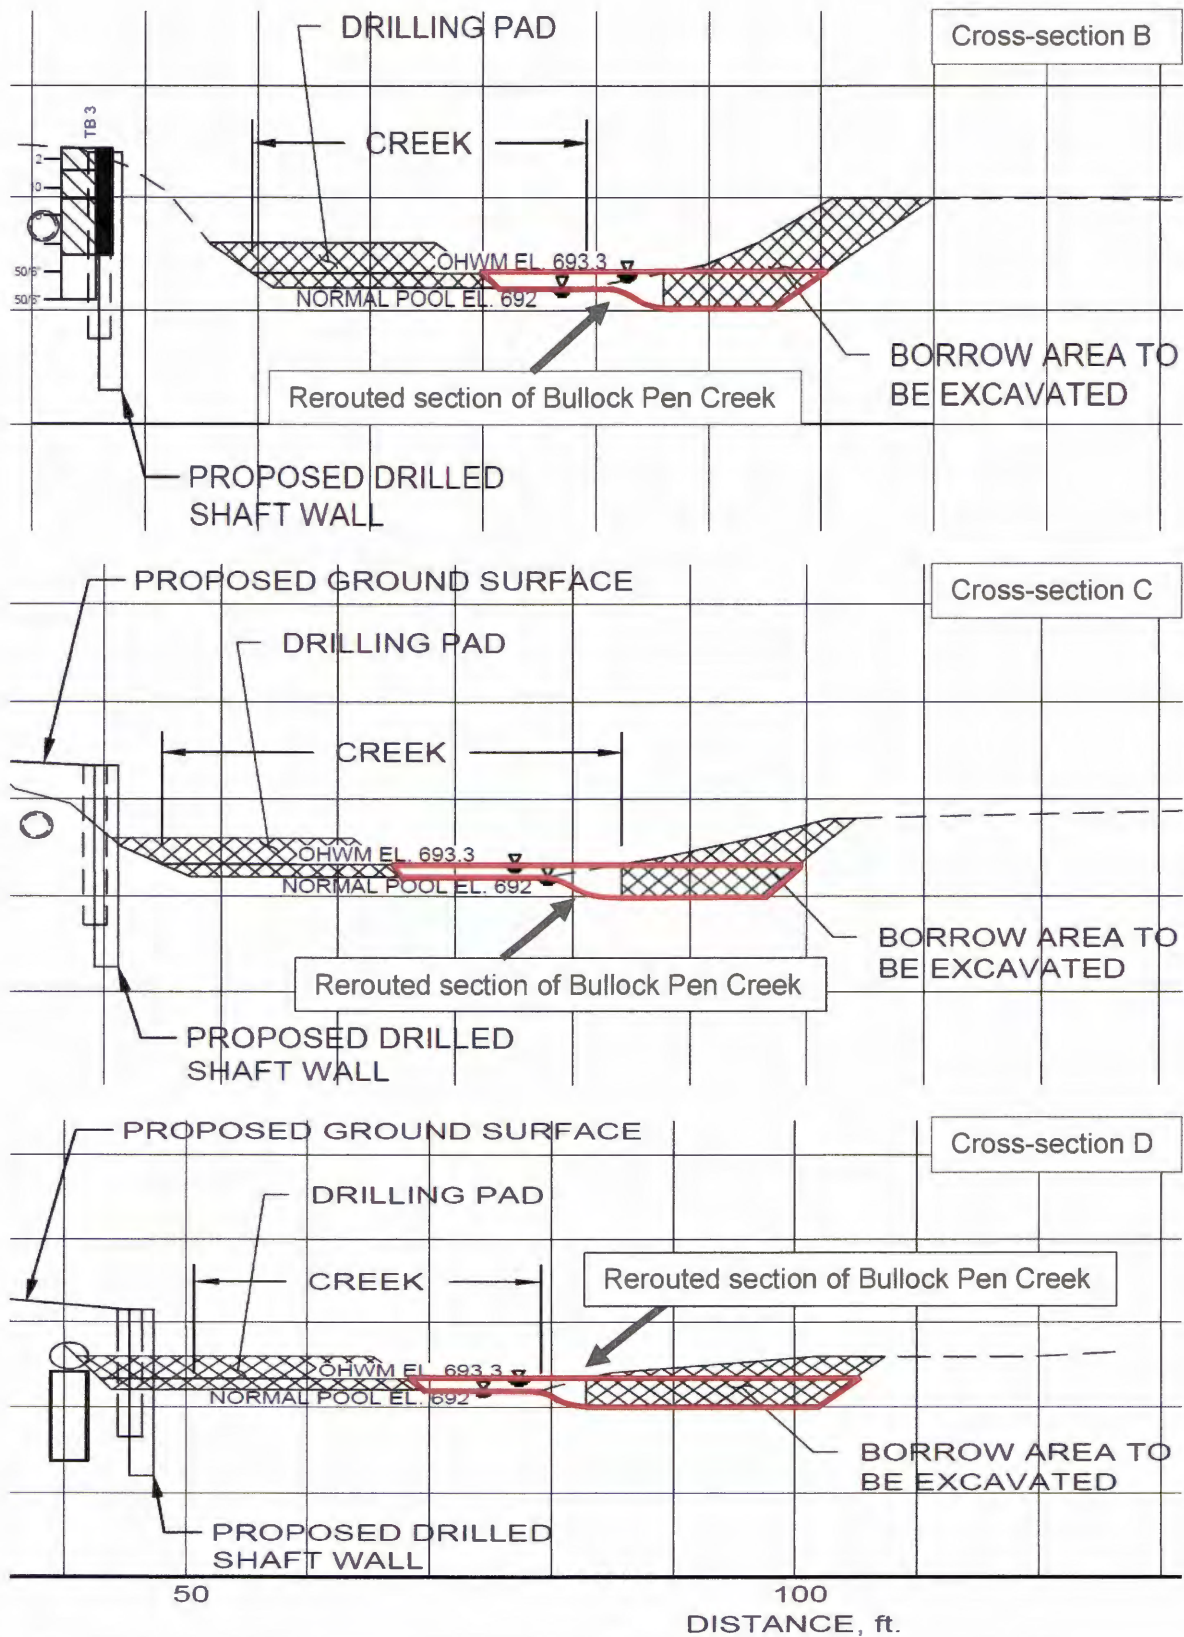 DRILLING PAD
Cross-section B
TB 3
CREEK
2
50/6"
50/6"
OHWM EL. 693.3
NORMAL POOL EL. 692
BORROW AREA TO
BE EXCAVATED
Rerouted section of Bullock Pen Creek
PROPOSED DRILLED
SHAFT WALL
PROPOSED GROUND SURFACE
Cross-section C
DRILLING PAD
CREEK
OHWM EL. 693.3
NORMAL POOL EL. 692
BORROW AREA TO
BE EXCAVATED
Rerouted section of Bullock Pen Creek
PROPOSED DRILLED
SHAFT WALL
PROPOSED GROUND SURFACE
Cross-section D
DRILLING PAD
CREEK
Rerouted section of Bullock Pen Creek
OHWM EL. 693.3
NORMAL POOL EL. 692
BORROW AREA TO
BE EXCAVATED
PROPOSED DRILLED
SHAFT WALL
50
100
DISTANCE, ft.